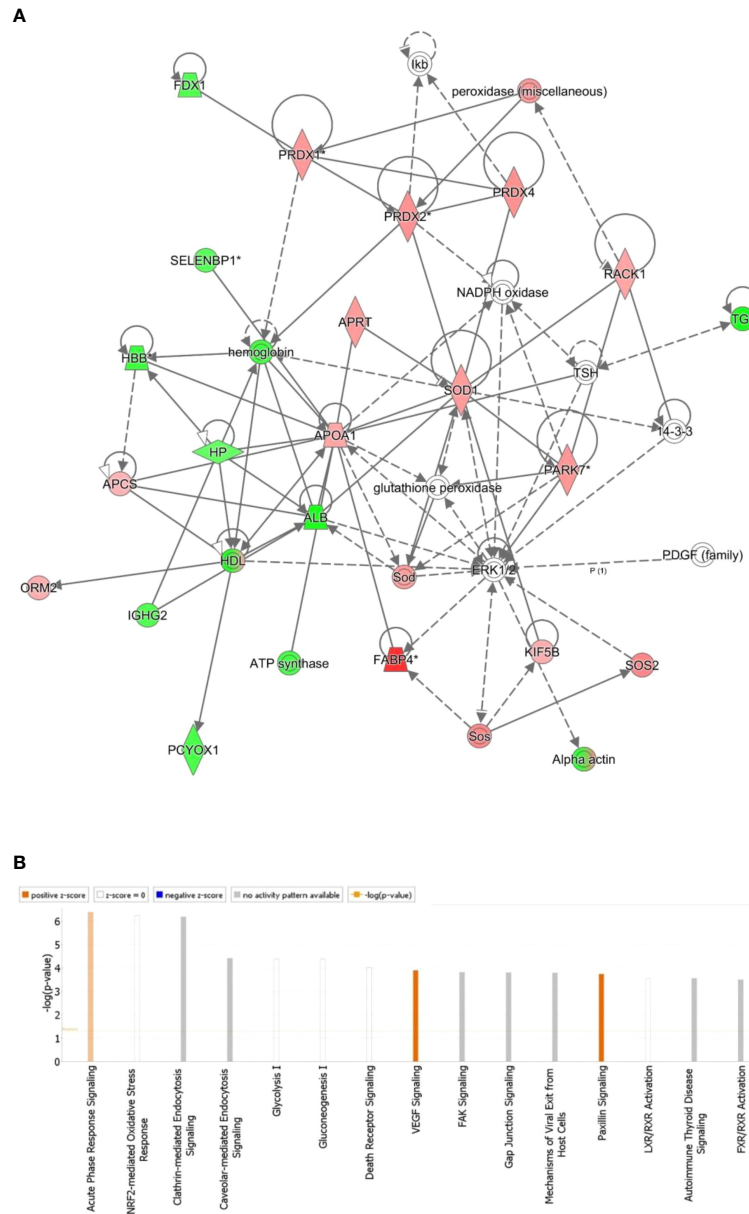 A
Ikb
FDX1
peroxidase (miscellaneous)
PRDX1*
PRDX4
PRDX2*
SELENBP1*
RACK1
NADPH oxidase
APRT
TG
HBB*
hemoglobin
SOD1
TSH
APOA1
14-3-3
HP
PARK7*
APCS
glutathione peroxidase
ALB
HDL
PDGF (family)
ORM2
Sod
ERK1/2
P (1)
IGHG2
ATP synthase
FABP4*
KIF5B
SOS2
PCYOX1
Sos
Alpha actin
B
positive z-score
z-score = 0
negative z-score
no activity pattern available
-log(p-value)
-log(p-value)
6
5
4
3
2
1
0
Acute Phase Response Signaling
NRF2-mediated Oxidative Stress
Response
Clathrin-mediated Endocytosis
Signaling
Caveolar-mediated Endocytosis
Signaling
Glycolysis I
Gluconeogenesis I
Death Receptor Signaling
VEGF Signaling
FAK Signaling
Gap Junction Signaling
Mechanisms of Viral Exit from
Host Cells
Paxillin Signaling
LXR/RXR Activation
Autoimmune Thyroid Disease
Signaling
FXR/RXR Activation